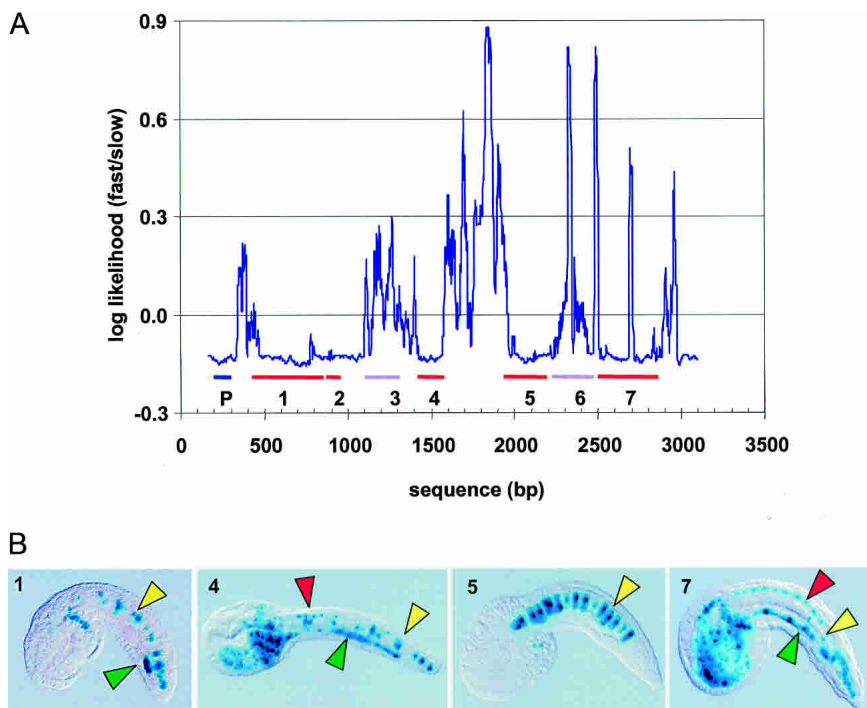 A
log likelihood (fast/slow)
0.9
0.6
0.3
0.0
-0.3
P 1 2 3 4 5 6 7
0 500 1000 1500 2000 2500 3000 3500
sequence (bp)
B
1 4 5 7